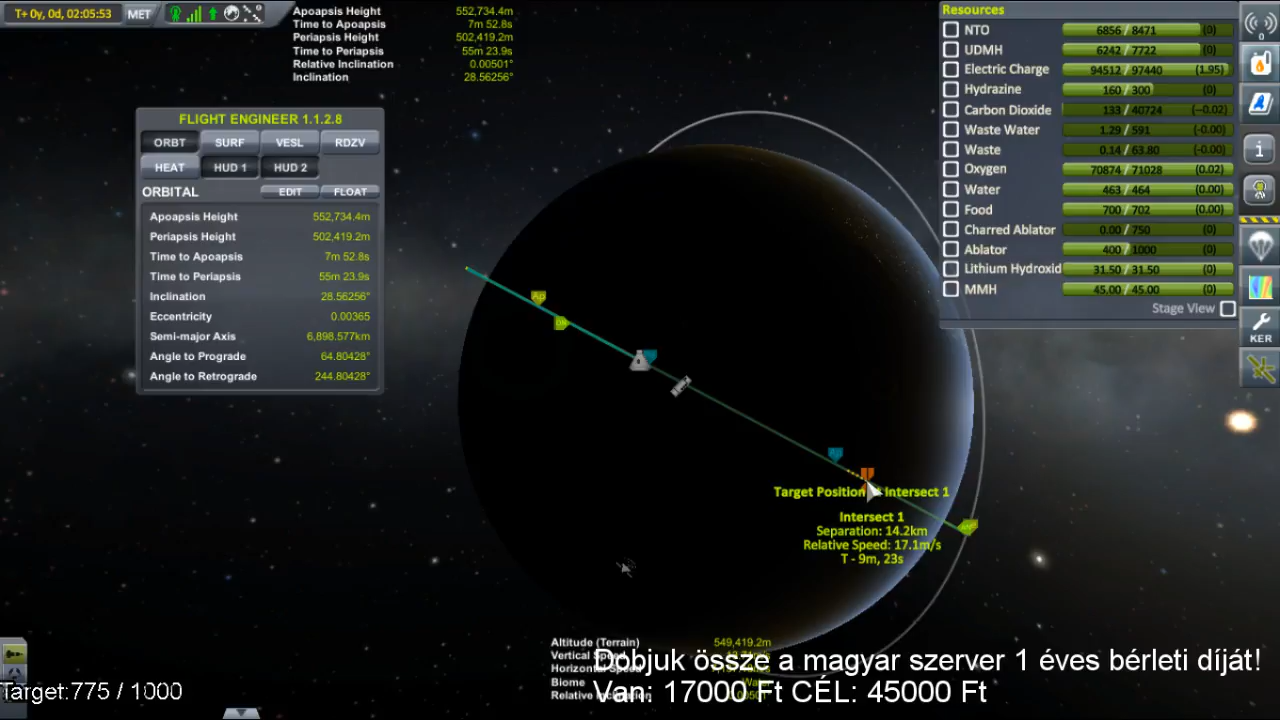 T+ 0y, 0d, 02:05:53 MET
Apoapsis Height 552,734.4m
Time to Apoapsis 7m 52.8s
Periapsis Height 502,419.2m
Time to Periapsis 55m 23.9s
Relative Inclination 0.00501°
Inclination 28.56256°
FLIGHT ENGINEER 1.1.2.8
ORBT SURF VESL RDZV
HEAT HUD 1 HUD 2
ORBITAL EDIT FLOAT
Apoapsis Height 552,734.4m
Periapsis Height 502,419.2m
Time to Apoapsis 7m 52.8s
Time to Periapsis 55m 23.9s
Inclination 28.56256°
Eccentricity 0.00365
Semi-major Axis 6,898.577km
Angle to Prograde 64.80428°
Angle to Retrograde 244.80428°
Resources
NTO 6856 / 8471 (0)
UDMH 6242 / 7722 (0)
Electric Charge 94512 / 97440 (1.95)
Hydrazine 160 / 300 (0)
Carbon Dioxide 133 / 40724 (-0.02)
Waste Water 1.29 / 591 (-0.00)
Waste 0.14 / 63.80 (-0.00)
Oxygen 70874 / 71028 (0.02)
Water 463 / 464 (0.00)
Food 700 / 702 (0.00)
Charred Ablator 0.00 / 750 (0)
Ablator 400 / 1000 (0)
Lithium Hydroxid 31.50 / 31.50 (0)
MMH 45.00 / 45.00 (0)
Stage View
0
KER
Ap
DN
Ap
Target Position Intersect 1
Intersect 1
Separation: 14.2km
Relative Speed: 17.1m/s
T - 9m, 23s
Altitude (Terrain) 549,419.2m
Vertical
Horizontal
Biome
Relative
Dobjuk össze a magyar szerver 1 éves bérleti díját!
Van: 17000 Ft CÉL: 45000 Ft
Target:775 / 1000